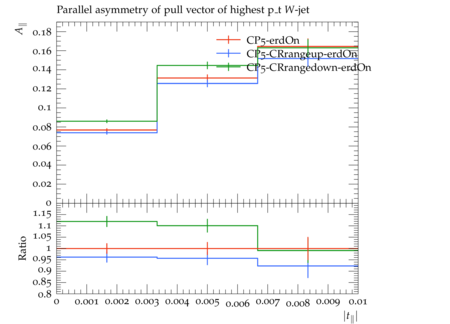 Parallel asymmetry of pull vector of highest p_t W-jet
A∥
0.18
0.16
0.14
0.12
0.1
0.08
0.06
0.04
0.02
0
CP5-erdOn
CP5-CRrangeup-erdOn
CP5-CRrangedown-erdOn
Ratio
1.15
1.1
1.05
1
0.95
0.9
0.85
0.8
0 0.001 0.002 0.003 0.004 0.005 0.006 0.007 0.008 0.009 0.01
|t∥|